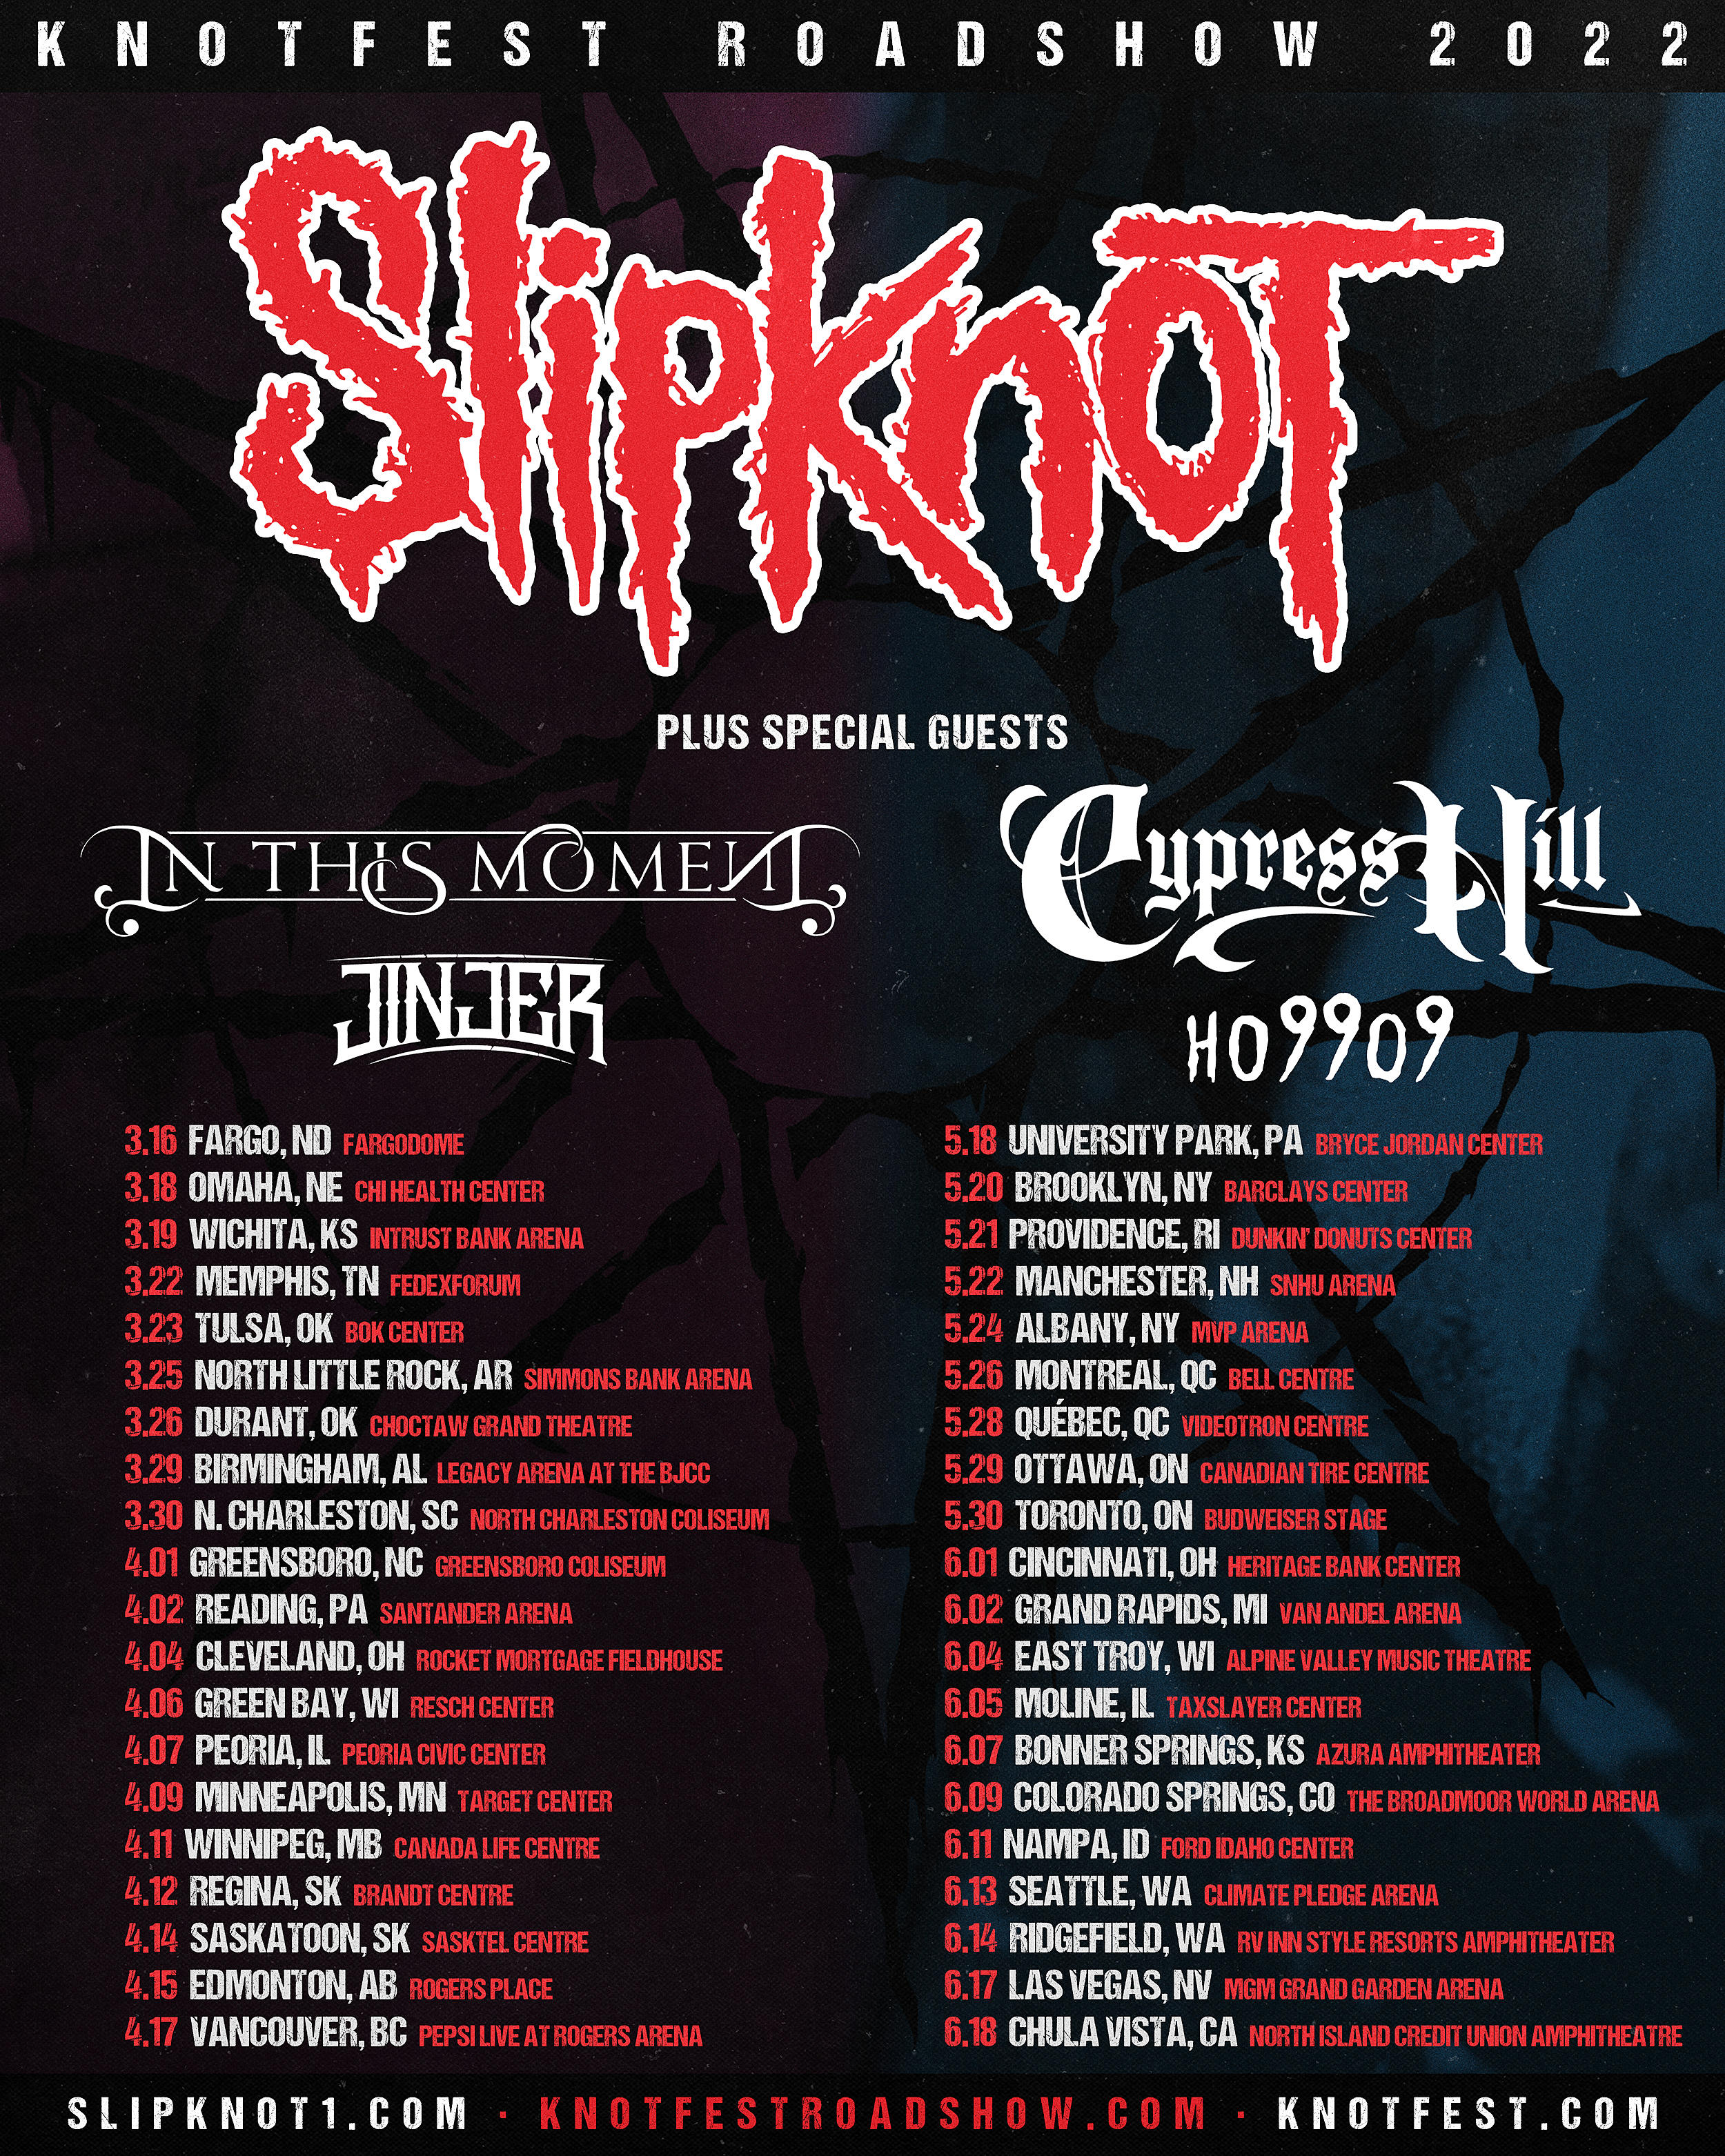 KNOTFEST ROADSHOW 2022
SlipknoT
PLUS SPECIAL GUESTS
IN THIS MOMENT
JINJER
3.16 FARGO, ND FARGODOME
3.18 OMAHA, NE CHI HEALTH CENTER
3.19 WICHITA, KS INTRUST BANK ARENA
3.22 MEMPHIS, TN FEDEXFORUM
3.23 TULSA, OK BOK CENTER
3.25 NORTH LITTLE ROCK, AR SIMMONS BANK ARENA
3.26 DURANT, OK CHOCTAW GRAND THEATRE
3.29 BIRMINGHAM, AL LEGACY ARENA AT THE BJCC
3.30 N. CHARLESTON, SC NORTH CHARLESTON COLISEUM
4.01 GREENSBORO, NC GREENSBORO COLISEUM
4.02 READING, PA SANTANDER ARENA
4.04 CLEVELAND, OH ROCKET MORTGAGE FIELDHOUSE
4.06 GREEN BAY, WI RESCH CENTER
4.07 PEORIA, IL PEORIA CIVIC CENTER
4.09 MINNEAPOLIS, MN TARGET CENTER
4.11 WINNIPEG, MB CANADA LIFE CENTRE
4.12 REGINA, SK BRANDT CENTRE
4.14 SASKATOON, SK SASKTEL CENTRE
4.15 EDMONTON, AB ROGERS PLACE
4.17 VANCOUVER, BC PEPSI LIVE AT ROGERS ARENA
Cypress Hill
HO99O9
5.18 UNIVERSITY PARK, PA BRYCE JORDAN CENTER
5.20 BROOKLYN, NY BARCLAYS CENTER
5.21 PROVIDENCE, RI DUNKIN' DONUTS CENTER
5.22 MANCHESTER, NH SNHU ARENA
5.24 ALBANY, NY MVP ARENA
5.26 MONTREAL, QC BELL CENTRE
5.28 QUÉBEC, QC VIDEOTRON CENTRE
5.29 OTTAWA, ON CANADIAN TIRE CENTRE
5.30 TORONTO, ON BUDWEISER STAGE
6.01 CINCINNATI, OH HERITAGE BANK CENTER
6.02 GRAND RAPIDS, MI VAN ANDEL ARENA
6.04 EAST TROY, WI ALPINE VALLEY MUSIC THEATRE
6.05 MOLINE, IL TAXSLAYER CENTER
6.07 BONNER SPRINGS, KS AZURA AMPHITHEATER
6.09 COLORADO SPRINGS, CO THE BROADMOOR WORLD ARENA
6.11 NAMPA, ID FORD IDAHO CENTER
6.13 SEATTLE, WA CLIMATE PLEDGE ARENA
6.14 RIDGEFIELD, WA RV INN STYLE RESORTS AMPHITHEATER
6.17 LAS VEGAS, NV MGM GRAND GARDEN ARENA
6.18 CHULA VISTA, CA NORTH ISLAND CREDIT UNION AMPHITHEATRE
SLIPKNOT1.COM · KNOTFESTROADSHOW.COM · KNOTFEST.COM